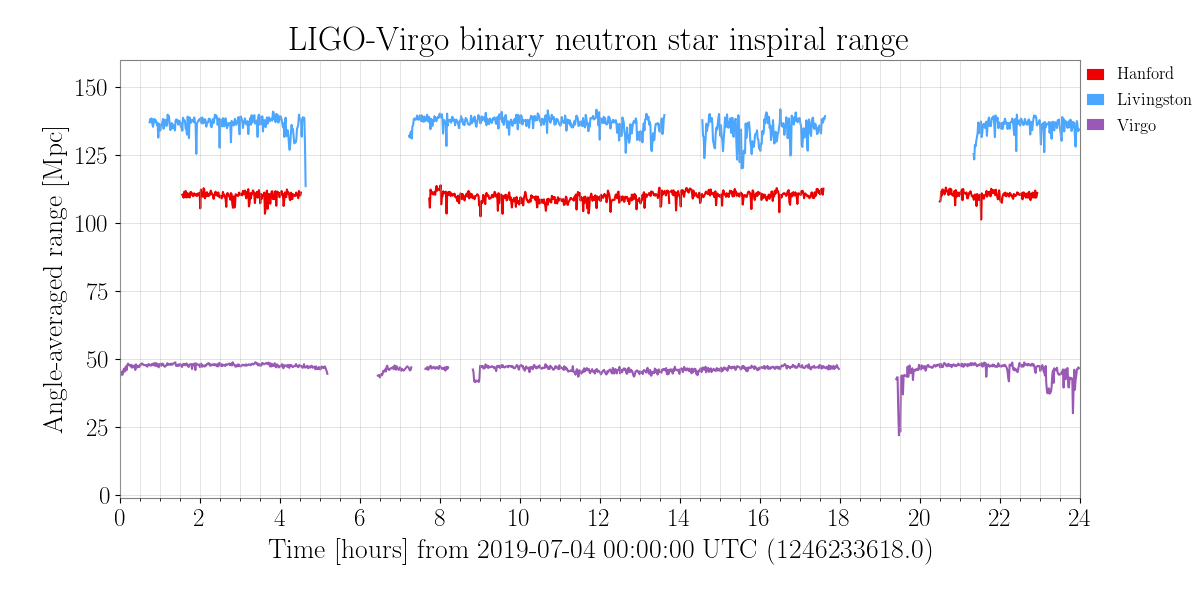 LIGO-Virgo binary neutron star inspiral range
Angle-averaged range [Mpc]
150
125
100
75
50
25
0
0 2 4 6 8 10 12 14 16 18 20 22 24
Time [hours] from 2019-07-04 00:00:00 UTC (1246233618.0)
Hanford
Livingston
Virgo